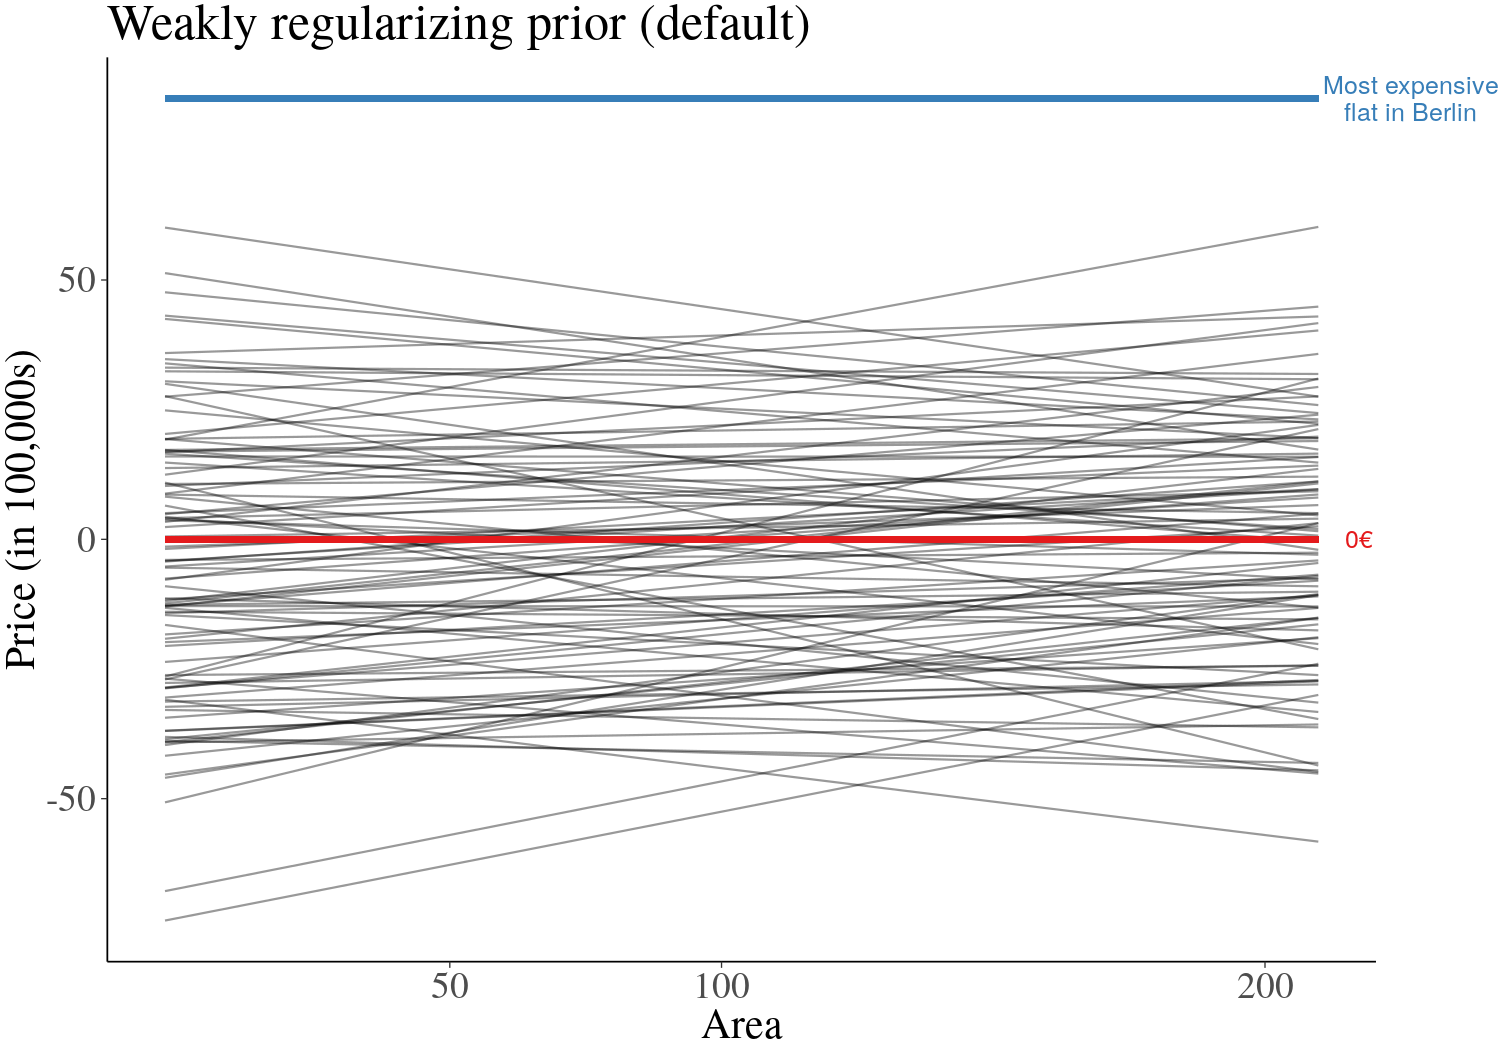 Weakly regularizing prior (default)
Most expensive
flat in Berlin
50
0
-50
0€
Price (in 100,000s)
50
100
200
Area